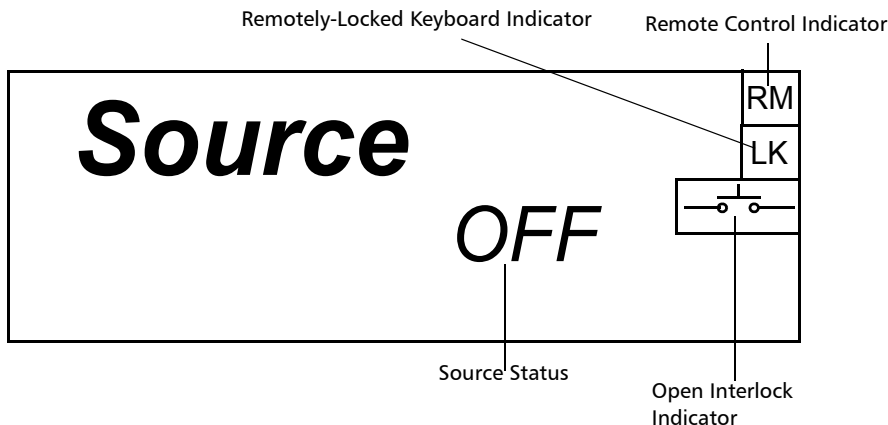 Remotely-Locked Keyboard Indicator
Remote Control Indicator
RM
Source
LK
OFF
Source Status
Open Interlock
Indicator